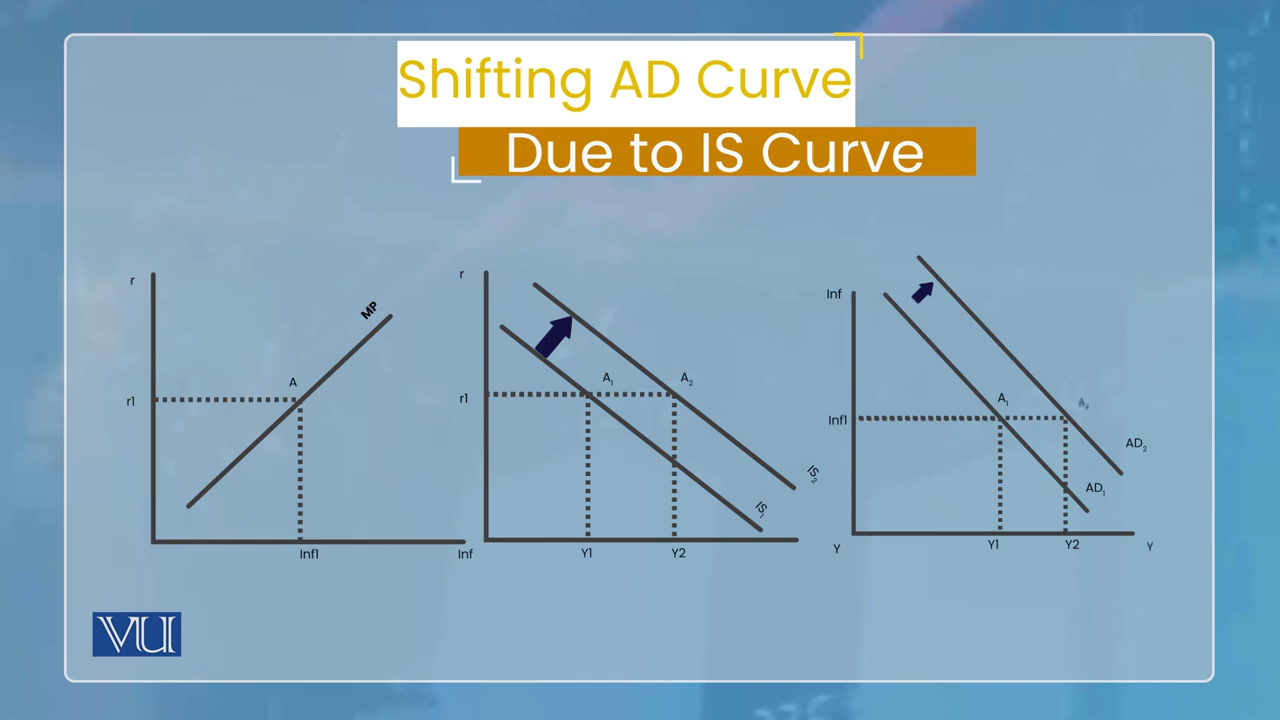 Shifting AD Curve
Due to IS Curve
r
MP
A
r1
Inf1
Inf
r
A1
A2
r1
IS2
IS1
Y1
Y2
Y
Inf
A1
Inf1
AD2
AD1
Y1
Y2
Y
VU